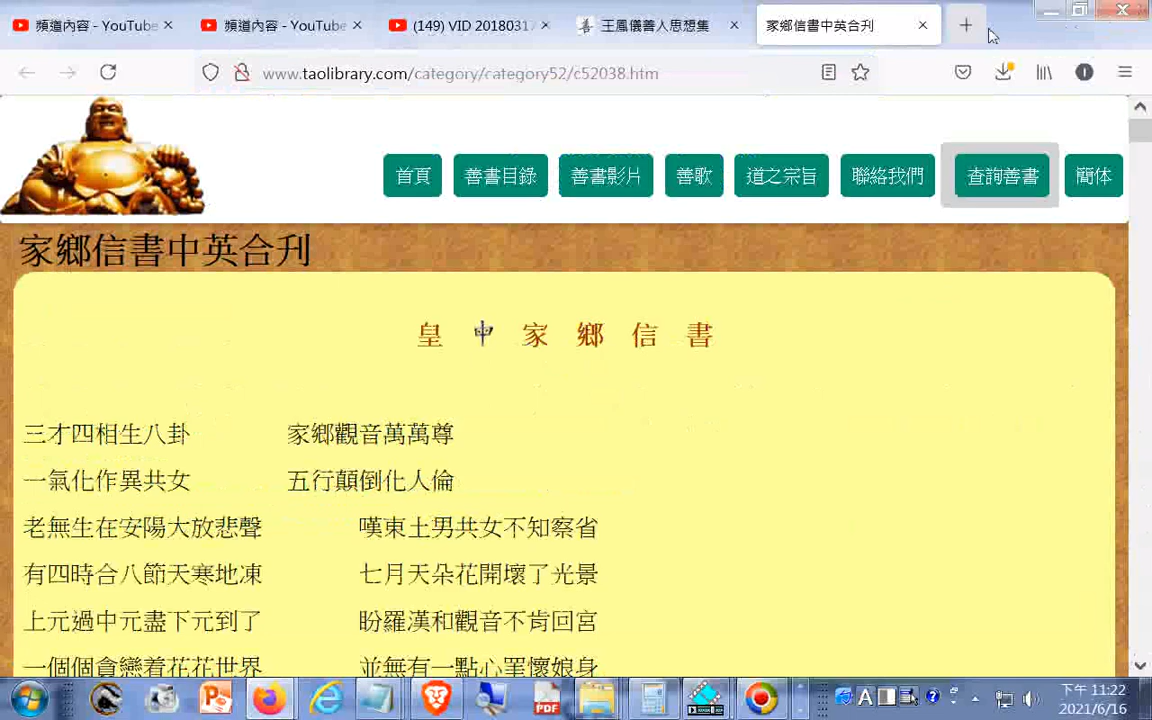 頻道內容 - YouTube
頻道內容 - YouTube
(149) VID 2018031
王鳳儀善人思想集
家鄉信書中英合刋
www.taolibrary.com/category/category52/c52038.htm
首頁
善書目錄
善書影片
善歌
道之宗旨
聯絡我們
查詢善書
簡体
家鄉信書中英合刋
皇 家鄉信書
三才四相生八卦 家鄉觀音萬萬尊
一氣化作異共女 五行顛倒化人倫
老無生在安陽大放悲聲 嘆東土男共女不知察省
有四時合八節天寒地凍 七月天朵花開壞了光景
上元過中元盡下元到了 盼羅漢和觀音不肯回宮
一個個貪戀着花花世界 並無有一點心罣懷娘身
PDF
A
下午 11:22
2021/6/16